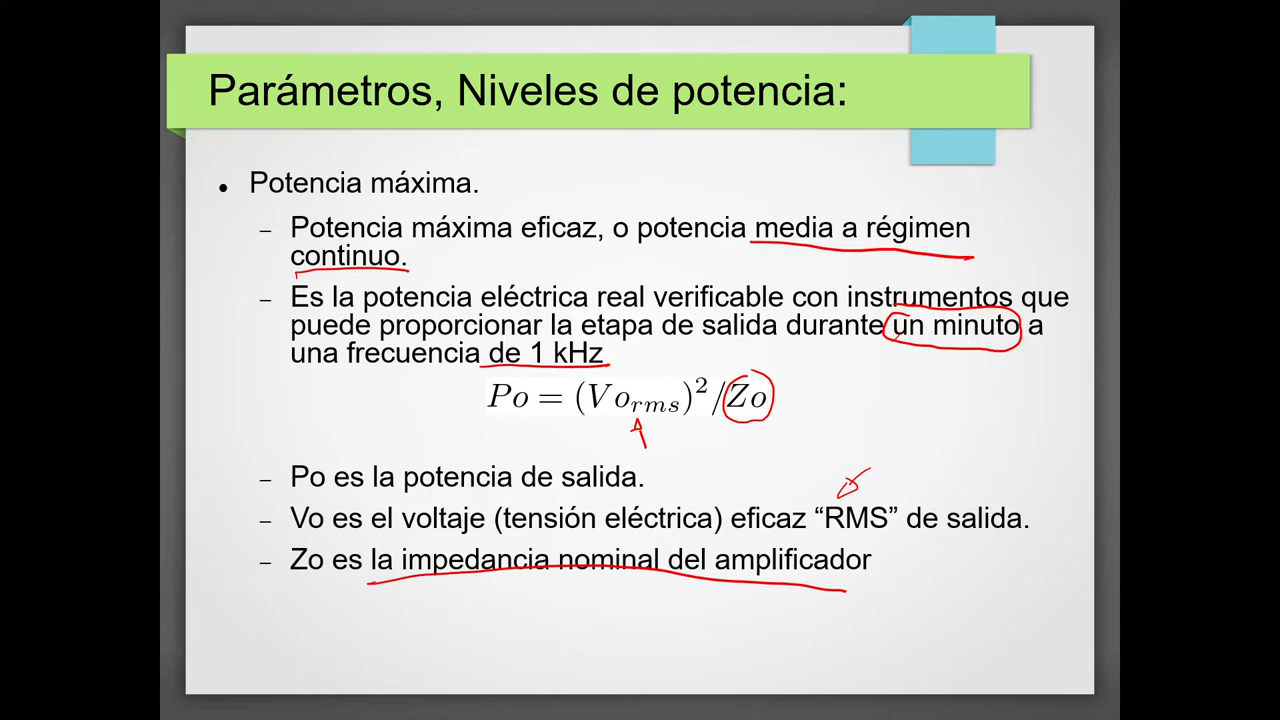 Parámetros, Niveles de potencia:
● Potencia máxima.
– Potencia máxima eficaz, o potencia media a régimen
continuo.
– Es la potencia eléctrica real verificable con instrumentos que
puede proporcionar la etapa de salida durante un minuto a
una frecuencia de 1 kHz
Po = (Vo_{rms})^2/Zo
– Po es la potencia de salida.
– Vo es el voltaje (tensión eléctrica) eficaz “RMS” de salida.
– Zo es la impedancia nominal del amplificador